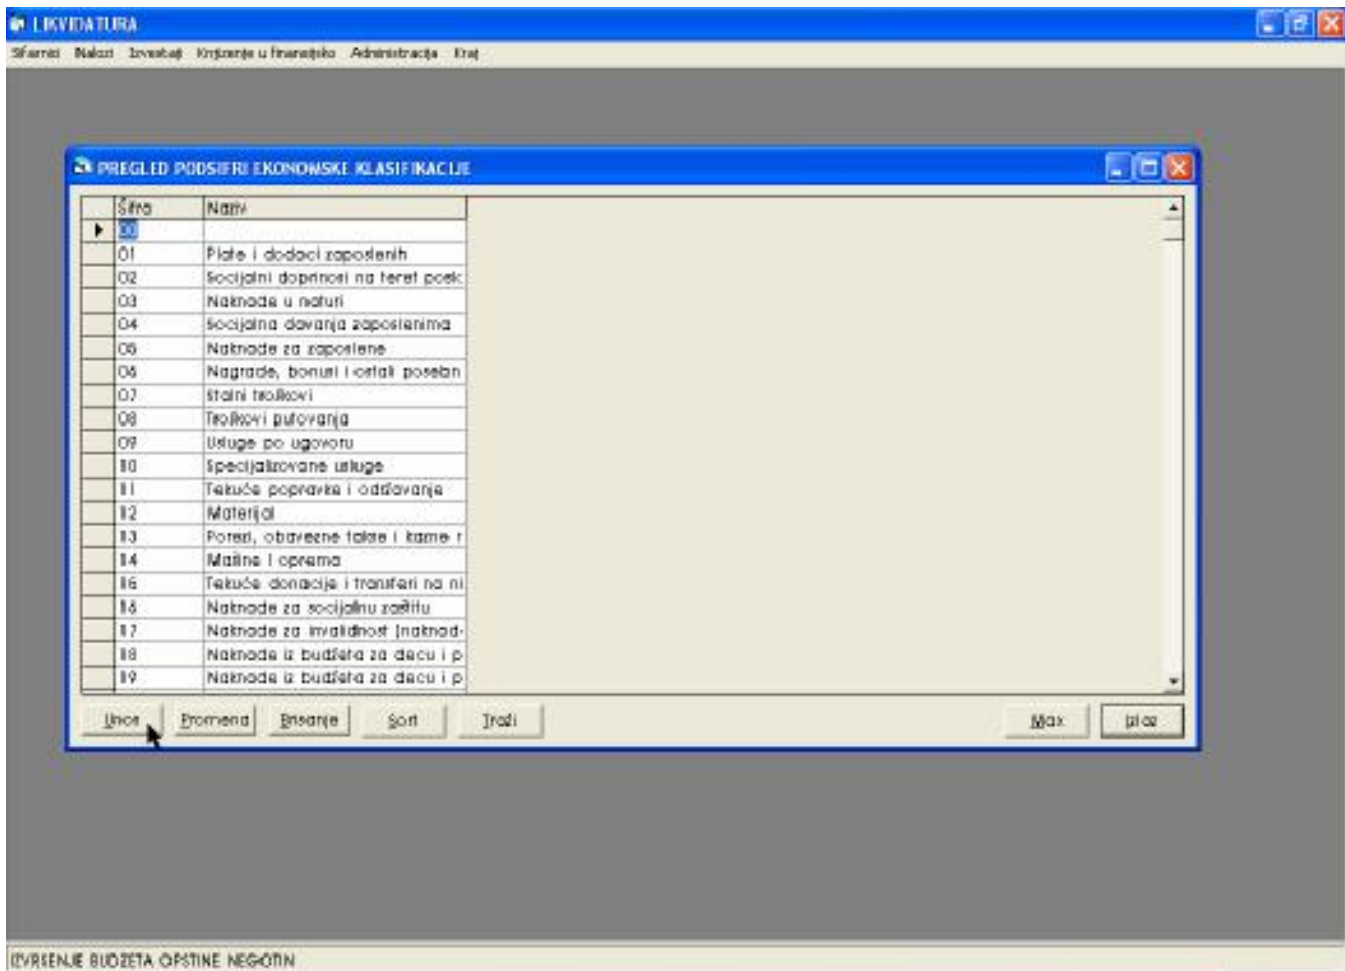 LIKVIDATURA
Sifarnici Nalozi Izvestaji Knjizenje u finansijsko Administracija Kraj
PREGLED PODSIFRI EKONOMSKE KLASIFIKACIJE
Šifra Naziv
00
01 Plate i dodaci zaposlenih
02 Socijalni doprinosi na teret posl
03 Naknade u naturi
04 Socijalna davanja zaposlenima
05 Naknade za zaposlene
06 Nagrade, bonusi i ostali poseban
07 Stalni troškovi
08 Troškovi putovanja
09 Usluge po ugovoru
10 Specijalizovane usluge
11 Tekuće popravke i održavanje
12 Materijal
13 Porezi, obavezne takse i kazne
14 Mašine i oprema
15 Tekuće donacije i transferi na ni
16 Naknade za socijalnu zaštitu
17 Naknade za invalidnost (naknad
18 Naknade iz budžeta za decu i p
19 Naknade iz budžeta za decu i p
Unos Promena Brisanje Sort Traži Max Izlaz
IZVRSENJE BUDZETA OPSTINE NEGOTIN